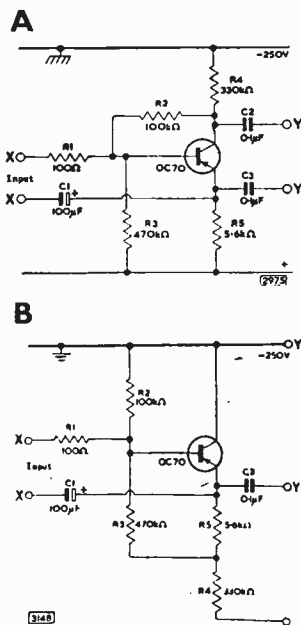 A
-250V
R4
330kΩ
R2
100kΩ
C2
0·1μF
Y
R1
100Ω
X
OC70
Input
C1
+
C3
Y
X
100μF
0·1μF
R3
470kΩ
R5
5·6kΩ
+
2975
B
Y
-250V
R2
100kΩ
R1
X
100Ω
OC70
Input
C1
+
C3
Y
X
100μF
0·1μF
R3
470kΩ
R5
5·6kΩ
R4
330kΩ
3148